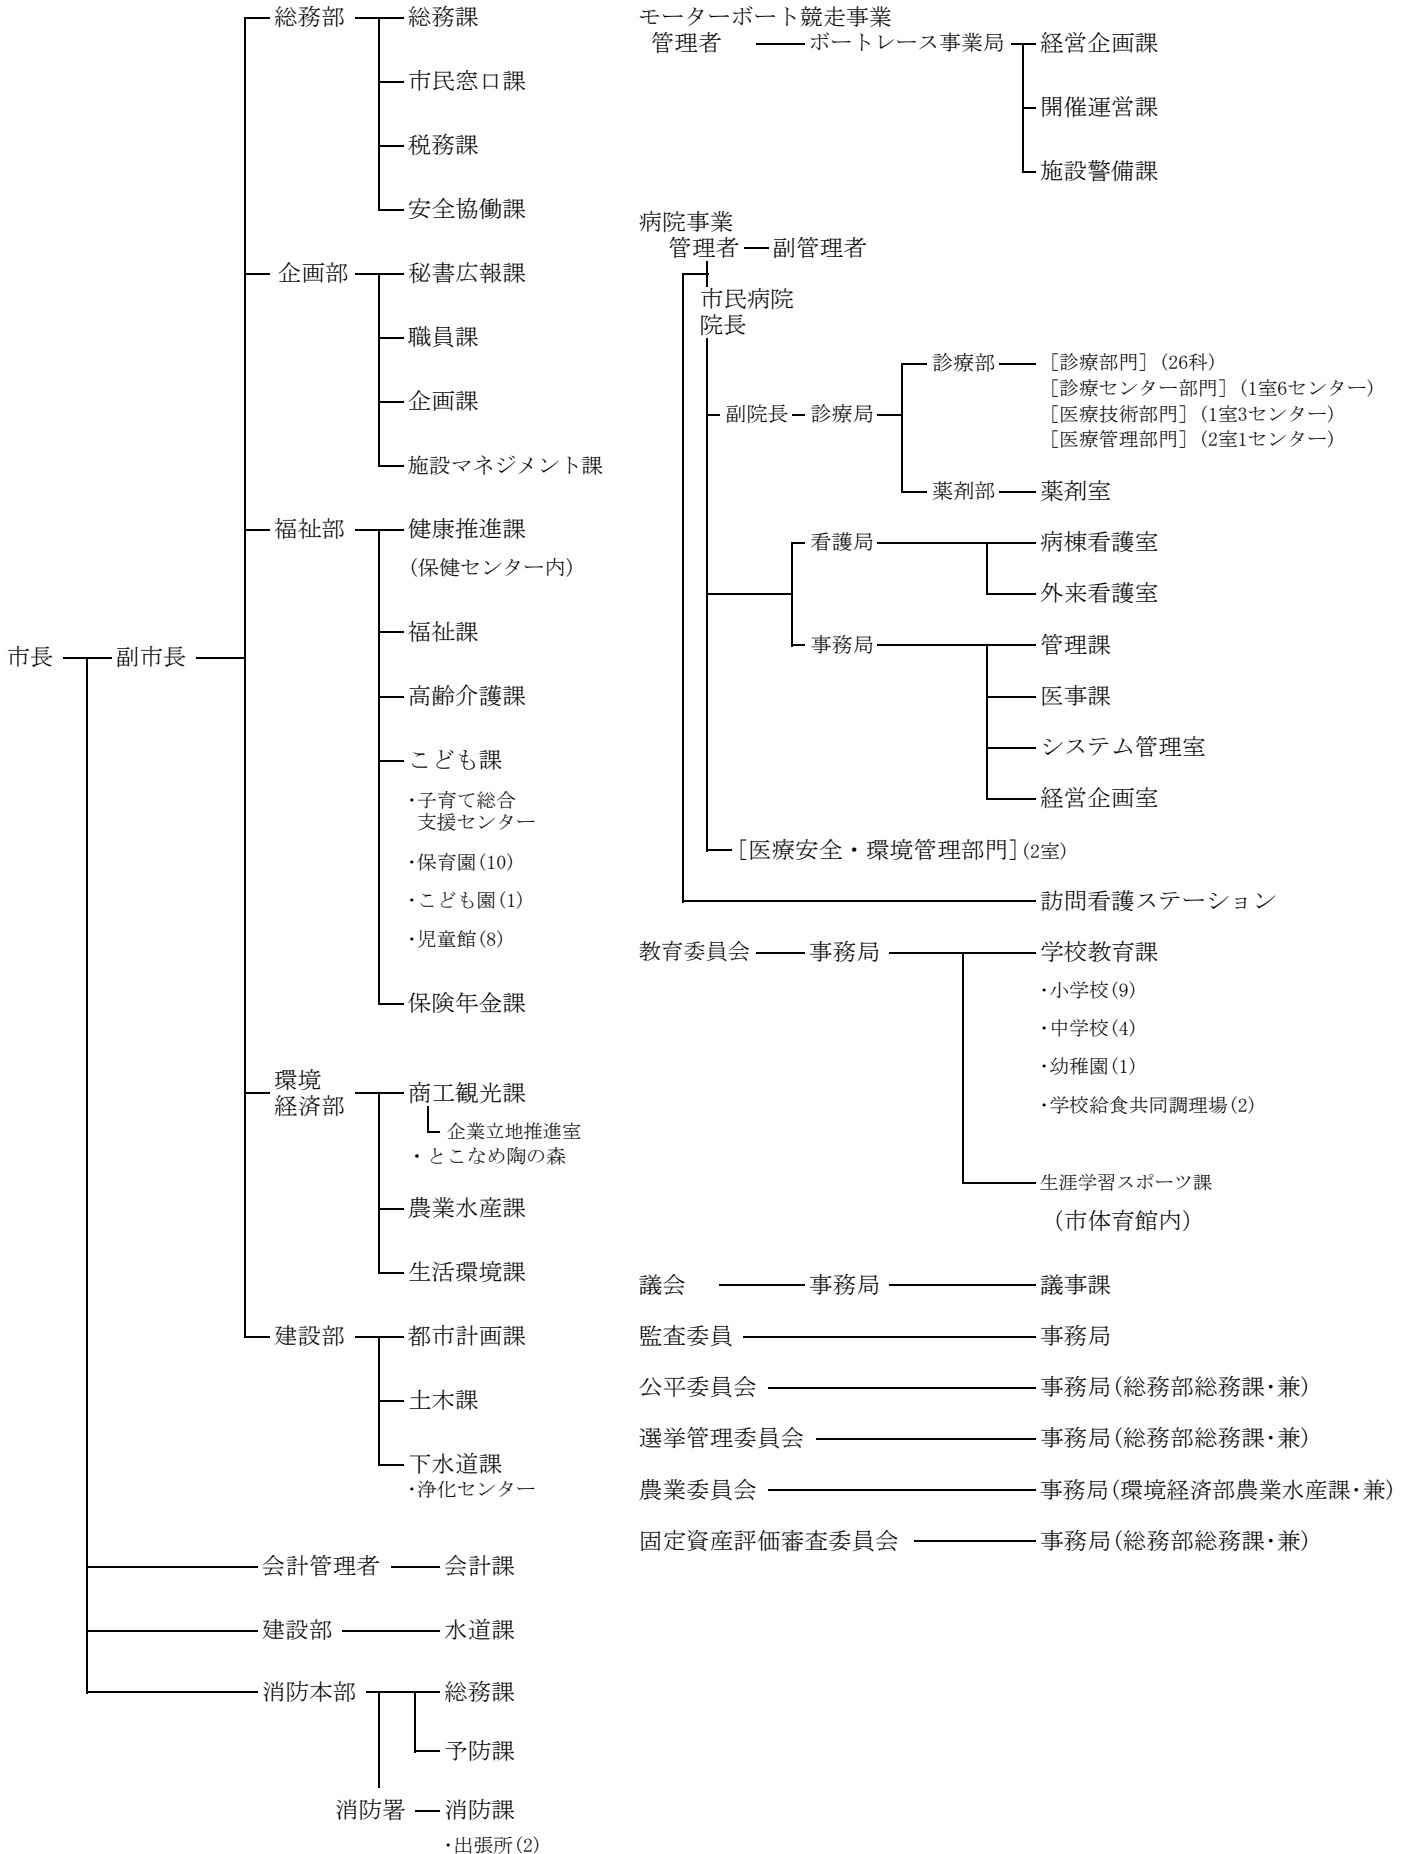 市長
副市長
総務部
総務課
市民窓口課
税務課
安全協働課
企画部
秘書広報課
職員課
企画課
施設マネジメント課
福祉部
健康推進課
(保健センター内)
福祉課
高齢介護課
こども課
・子育て総合
支援センター
・保育園(10)
・こども園(1)
・児童館(8)
保険年金課
環境
経済部
商工観光課
企業立地推進室
・とこなめ陶の森
農業水産課
生活環境課
建設部
都市計画課
土木課
下水道課
・浄化センター
会計管理者
会計課
建設部
水道課
消防本部
総務課
予防課
消防署
消防課
・出張所(2)
モーターボート競走事業
管理者
ボートレース事業局
経営企画課
開催運営課
施設警備課
病院事業
管理者
副管理者
市民病院
院長
副院長
診療局
診療部
[診療部門](26科)
[診療センター部門](1室6センター)
[医療技術部門](1室3センター)
[医療管理部門](2室1センター)
薬剤部
薬剤室
看護局
病棟看護室
外来看護室
事務局
管理課
医事課
システム管理室
経営企画室
[医療安全・環境管理部門](2室)
訪問看護ステーション
教育委員会
事務局
学校教育課
・小学校(9)
・中学校(4)
・幼稚園(1)
・学校給食共同調理場(2)
生涯学習スポーツ課
(市体育館内)
議会
事務局
議事課
監査委員
事務局
公平委員会
事務局(総務部総務課・兼)
選挙管理委員会
事務局(総務部総務課・兼)
農業委員会
事務局(環境経済部農業水産課・兼)
固定資産評価審査委員会
事務局(総務部総務課・兼)